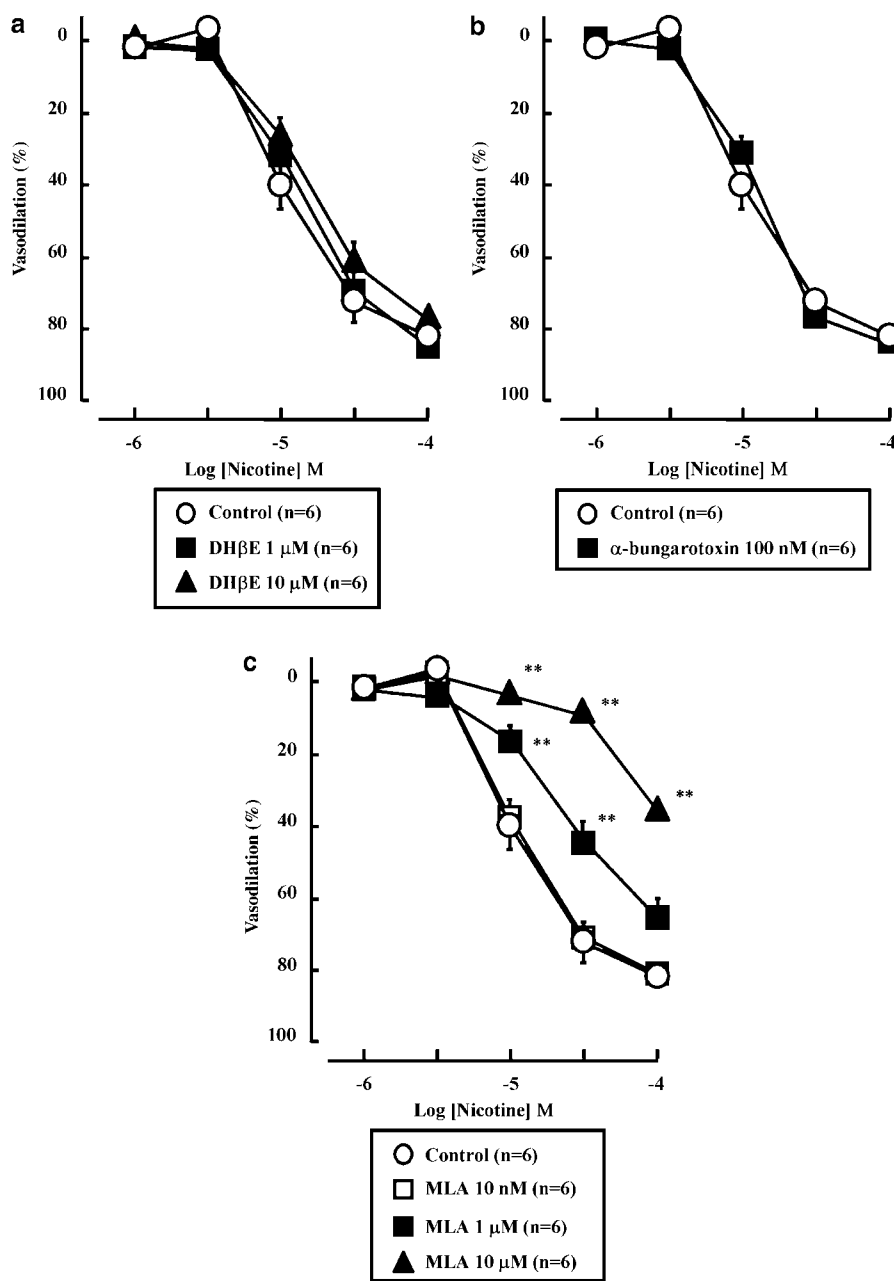 a
0
20
40
60
80
100
Vasodilation (%)
-6 -5 -4
Log [Nicotine] M
Control (n=6)
DHβE 1 μM (n=6)
DHβE 10 μM (n=6)
b
0
20
40
60
80
100
Vasodilation (%)
-6 -5 -4
Log [Nicotine] M
Control (n=6)
α-bungarotoxin 100 nM (n=6)
c
0
20
40
60
80
100
Vasodilation (%)
**
**
**
**
**
-6 -5 -4
Log [Nicotine] M
Control (n=6)
MLA 10 nM (n=6)
MLA 1 μM (n=6)
MLA 10 μM (n=6)